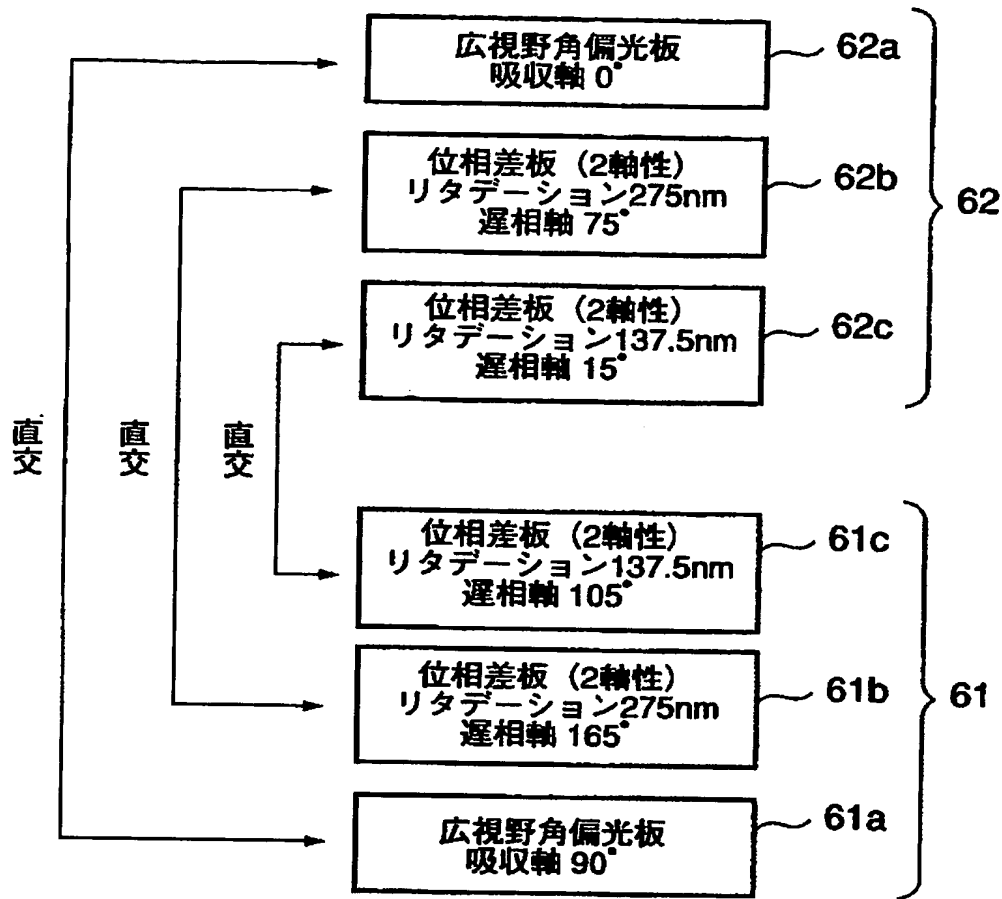 広視野角偏光板
吸収軸 0°
62a
位相差板（2軸性）
リタデーション275nm
遅相軸 75°
62b
62
位相差板（2軸性）
リタデーション137.5nm
遅相軸 15°
62c
直交
直交
直交
位相差板（2軸性）
リタデーション137.5nm
遅相軸 105°
61c
位相差板（2軸性）
リタデーション275nm
遅相軸 165°
61b
61
広視野角偏光板
吸収軸 90°
61a